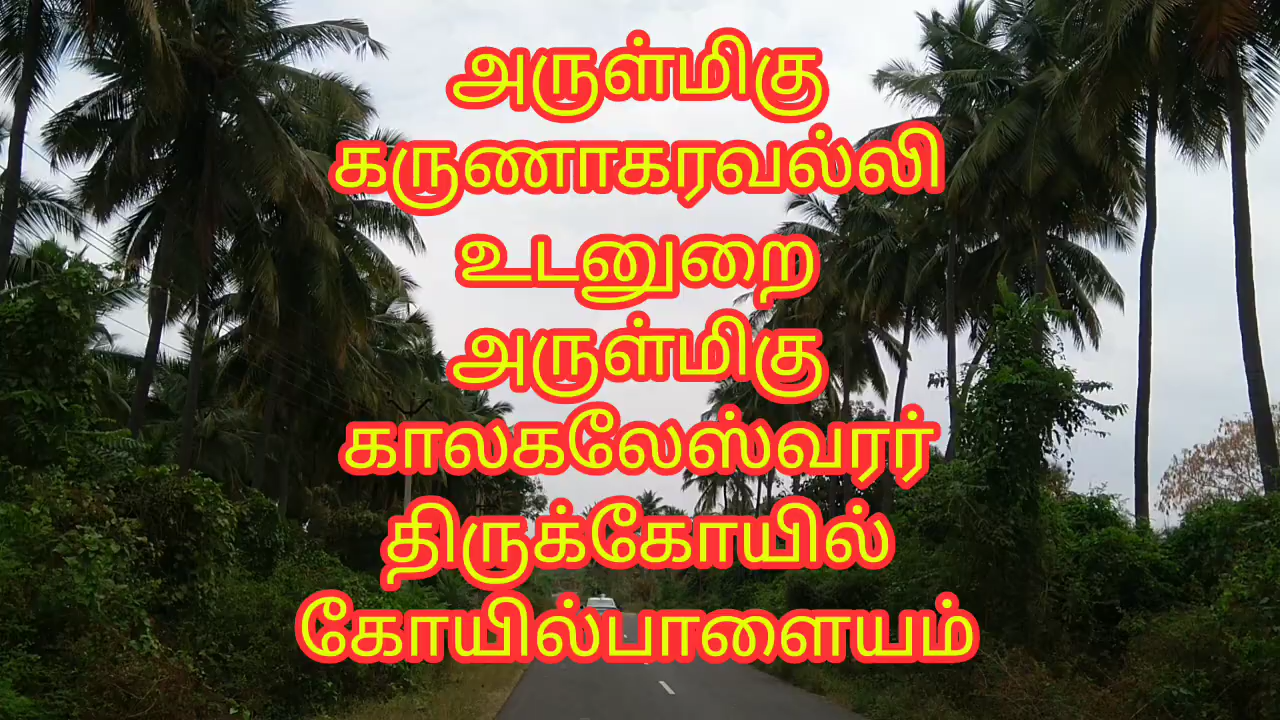 அருள்மிகு
கருணாகரவல்லி
உடனுறை
அருள்மிகு
காலகலேஸ்வரர்
திருக்கோயில்
கோயில்பாளையம்